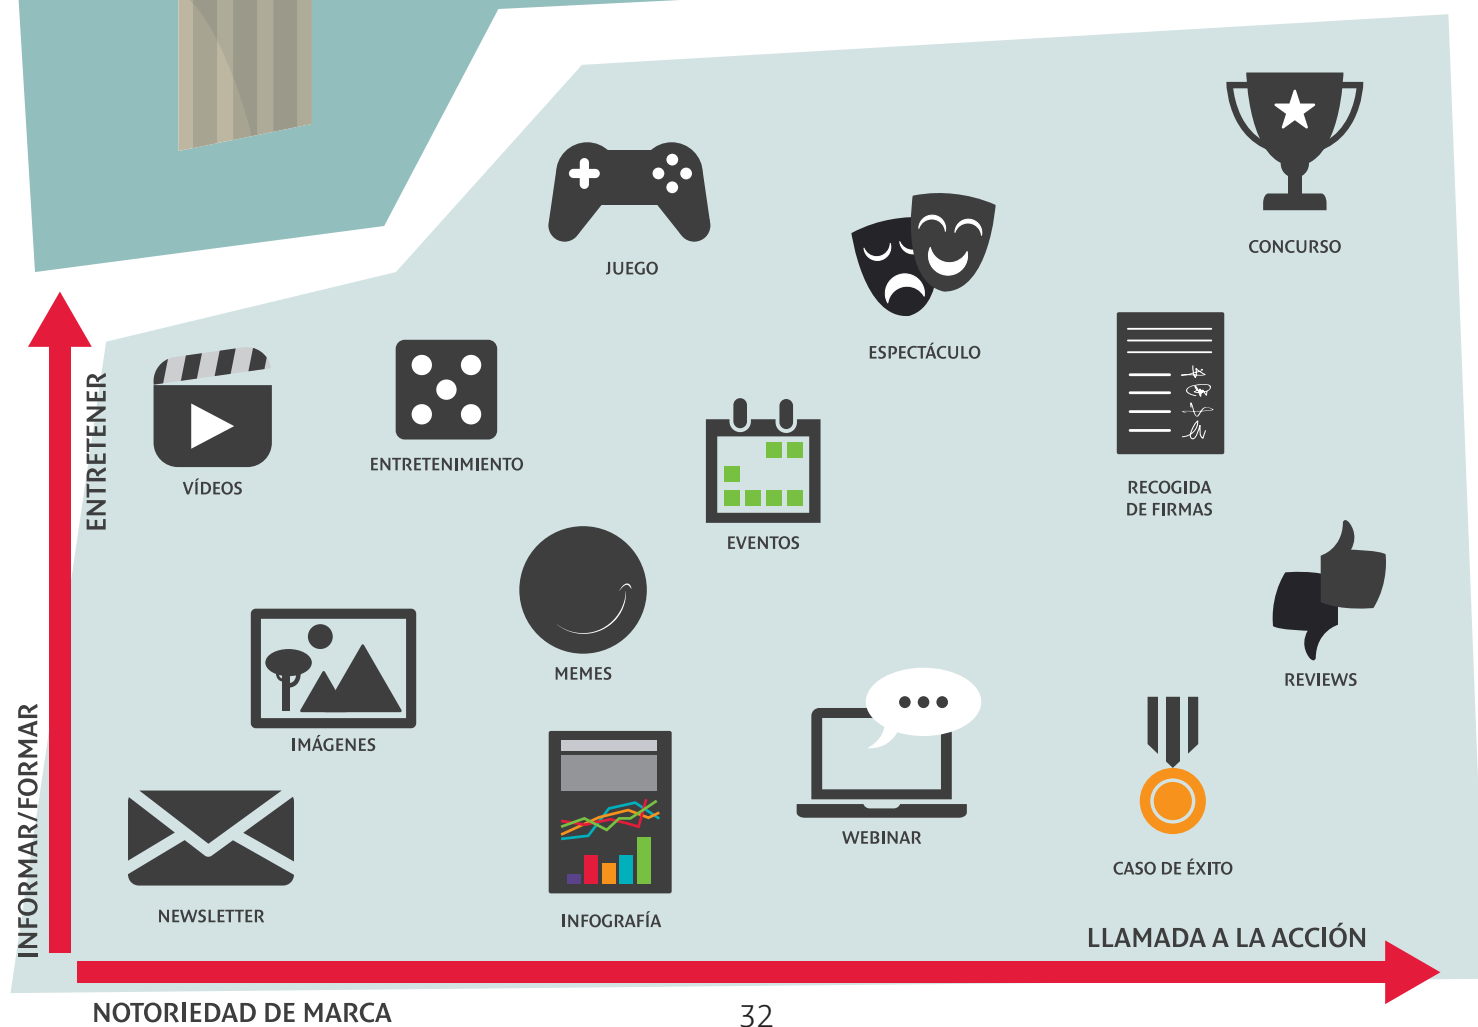 CONCURSO
JUEGO
ESPECTÁCULO
ENTRETENER
ENTRETENIMIENTO
VÍDEOS
RECOGIDA
DE FIRMAS
EVENTOS
MEMES
REVIEWS
INFORMAR/FORMAR
IMÁGENES
WEBINAR
CASO DE ÉXITO
NEWSLETTER
INFOGRAFÍA
LLAMADA A LA ACCIÓN
NOTORIEDAD DE MARCA
32